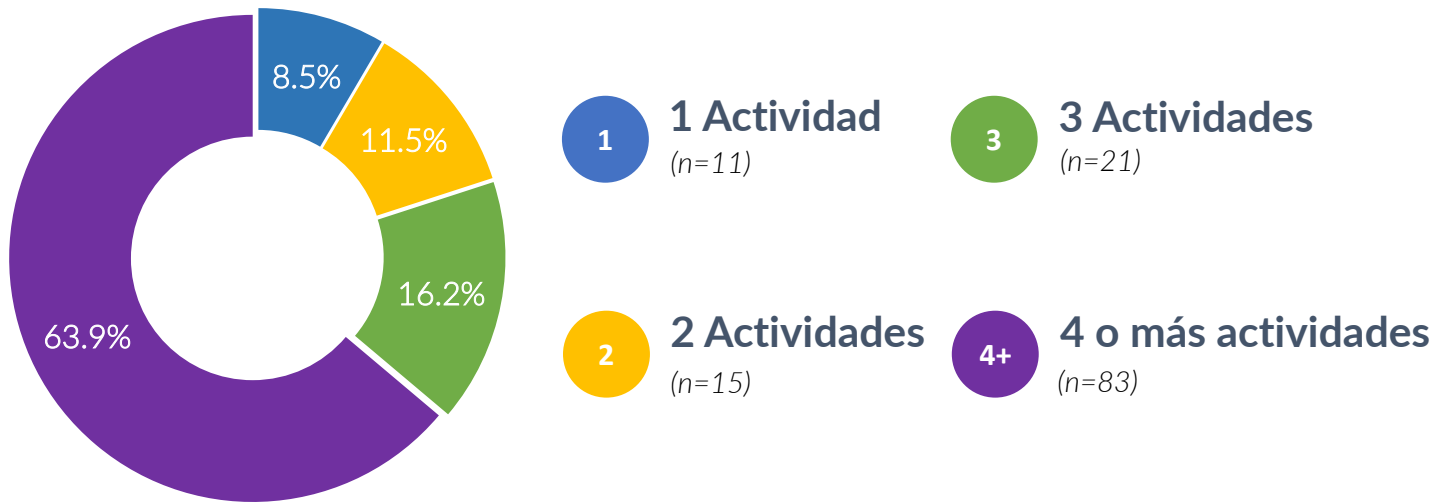 8.5%
11.5%
16.2%
63.9%
1
1 Actividad
(n=11)
3
3 Actividades
(n=21)
2
2 Actividades
(n=15)
4+
4 o más actividades
(n=83)